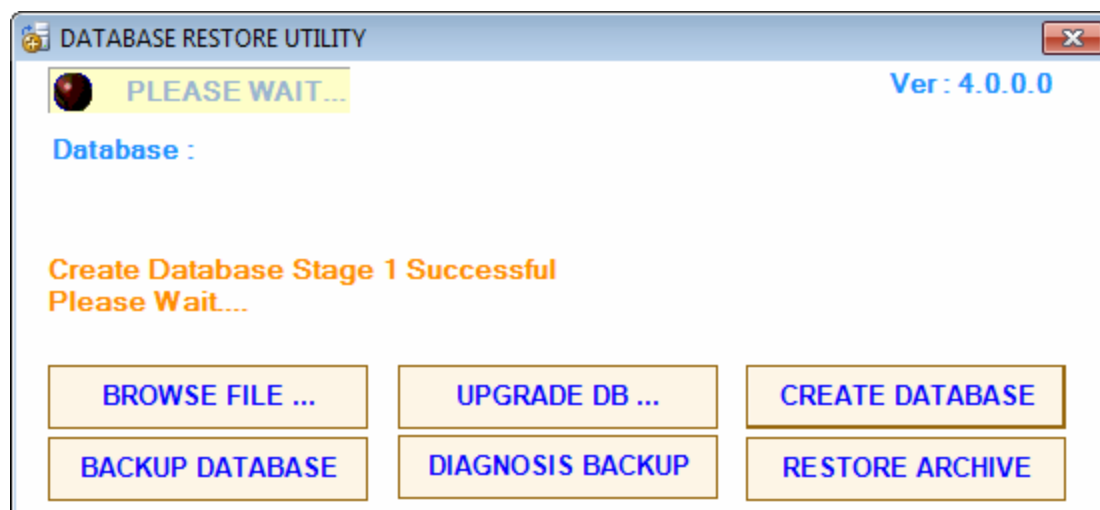 DATABASE RESTORE UTILITY
PLEASE WAIT...
Ver : 4.0.0.0
Database :
Create Database Stage 1 Successful
Please Wait....
BROWSE FILE ...
UPGRADE DB ...
CREATE DATABASE
BACKUP DATABASE
DIAGNOSIS BACKUP
RESTORE ARCHIVE